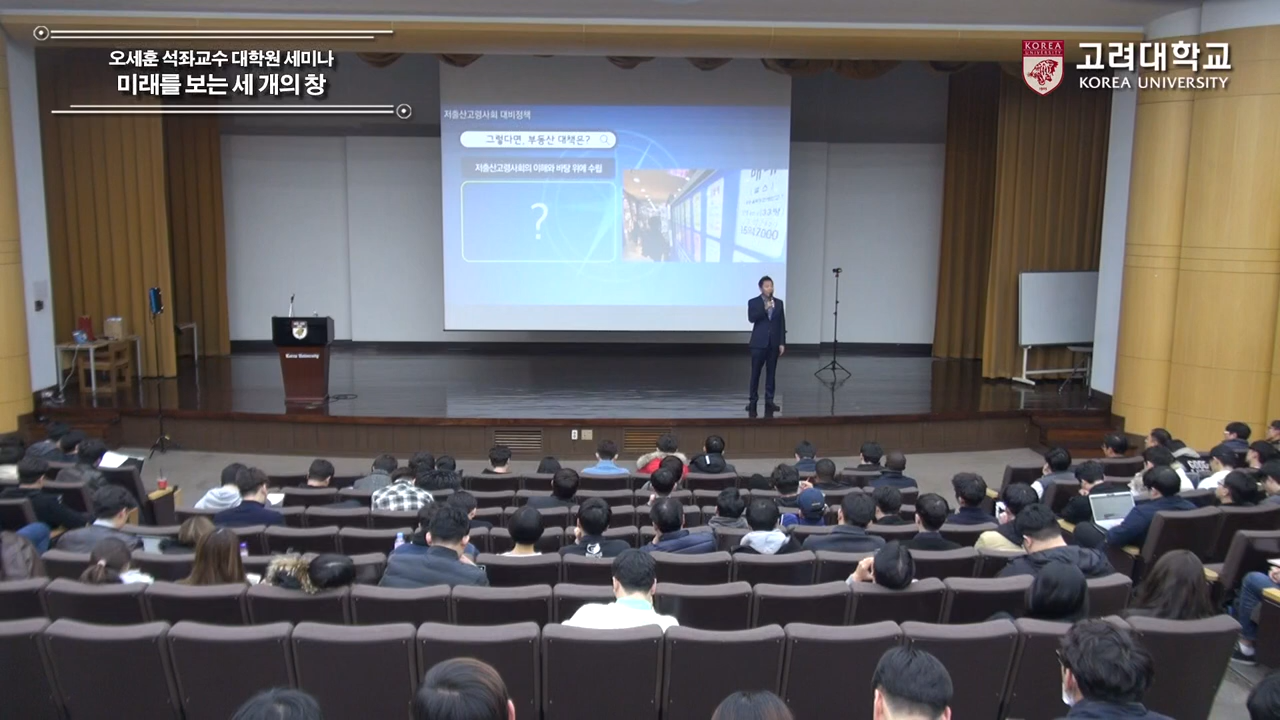 오세훈 석좌교수 대학원 세미나
미래를 보는 세 개의 창
KOREA
UNIVERSITY
고려대학교
KOREA UNIVERSITY
저출산고령사회 대비정책
그렇다면, 부동산 대책은?
저출산고령사회의 이해와 바탕 위에 수립
?
Korea University